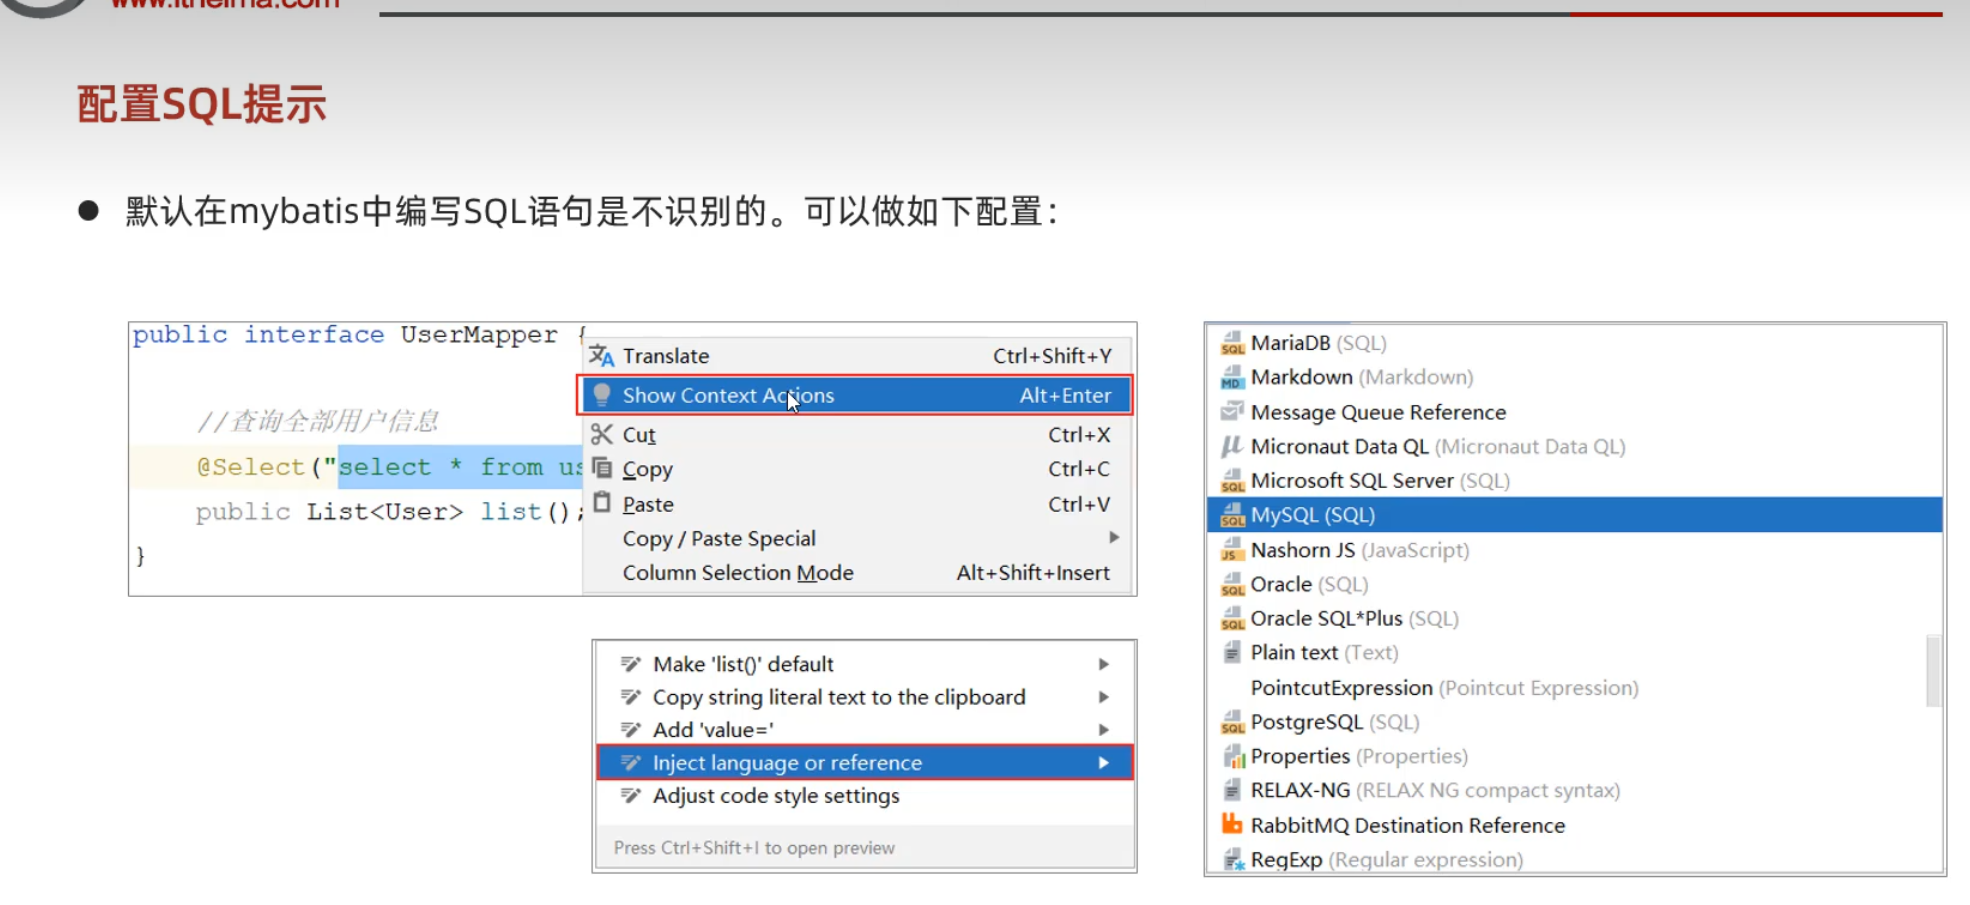 www.itheima.com
配置SQL提示
默认在mybatis中编写SQL语句是不识别的。可以做如下配置：
public interface UserMapper {
//查询全部用户信息
@Select("select * from us
public List<User> list();
}
Translate Ctrl+Shift+Y
Show Context Actions Alt+Enter
Cut Ctrl+X
Copy Ctrl+C
Paste Ctrl+V
Copy / Paste Special
Column Selection Mode Alt+Shift+Insert
Make 'list()' default
Copy string literal text to the clipboard
Add 'value='
Inject language or reference
Adjust code style settings
Press Ctrl+Shift+I to open preview
MariaDB (SQL)
Markdown (Markdown)
Message Queue Reference
Micronaut Data QL (Micronaut Data QL)
Microsoft SQL Server (SQL)
MySQL (SQL)
Nashorn JS (JavaScript)
Oracle (SQL)
Oracle SQL*Plus (SQL)
Plain text (Text)
PointcutExpression (Pointcut Expression)
PostgreSQL (SQL)
Properties (Properties)
RELAX-NG (RELAX NG compact syntax)
RabbitMQ Destination Reference
RegExp (Regular expression)